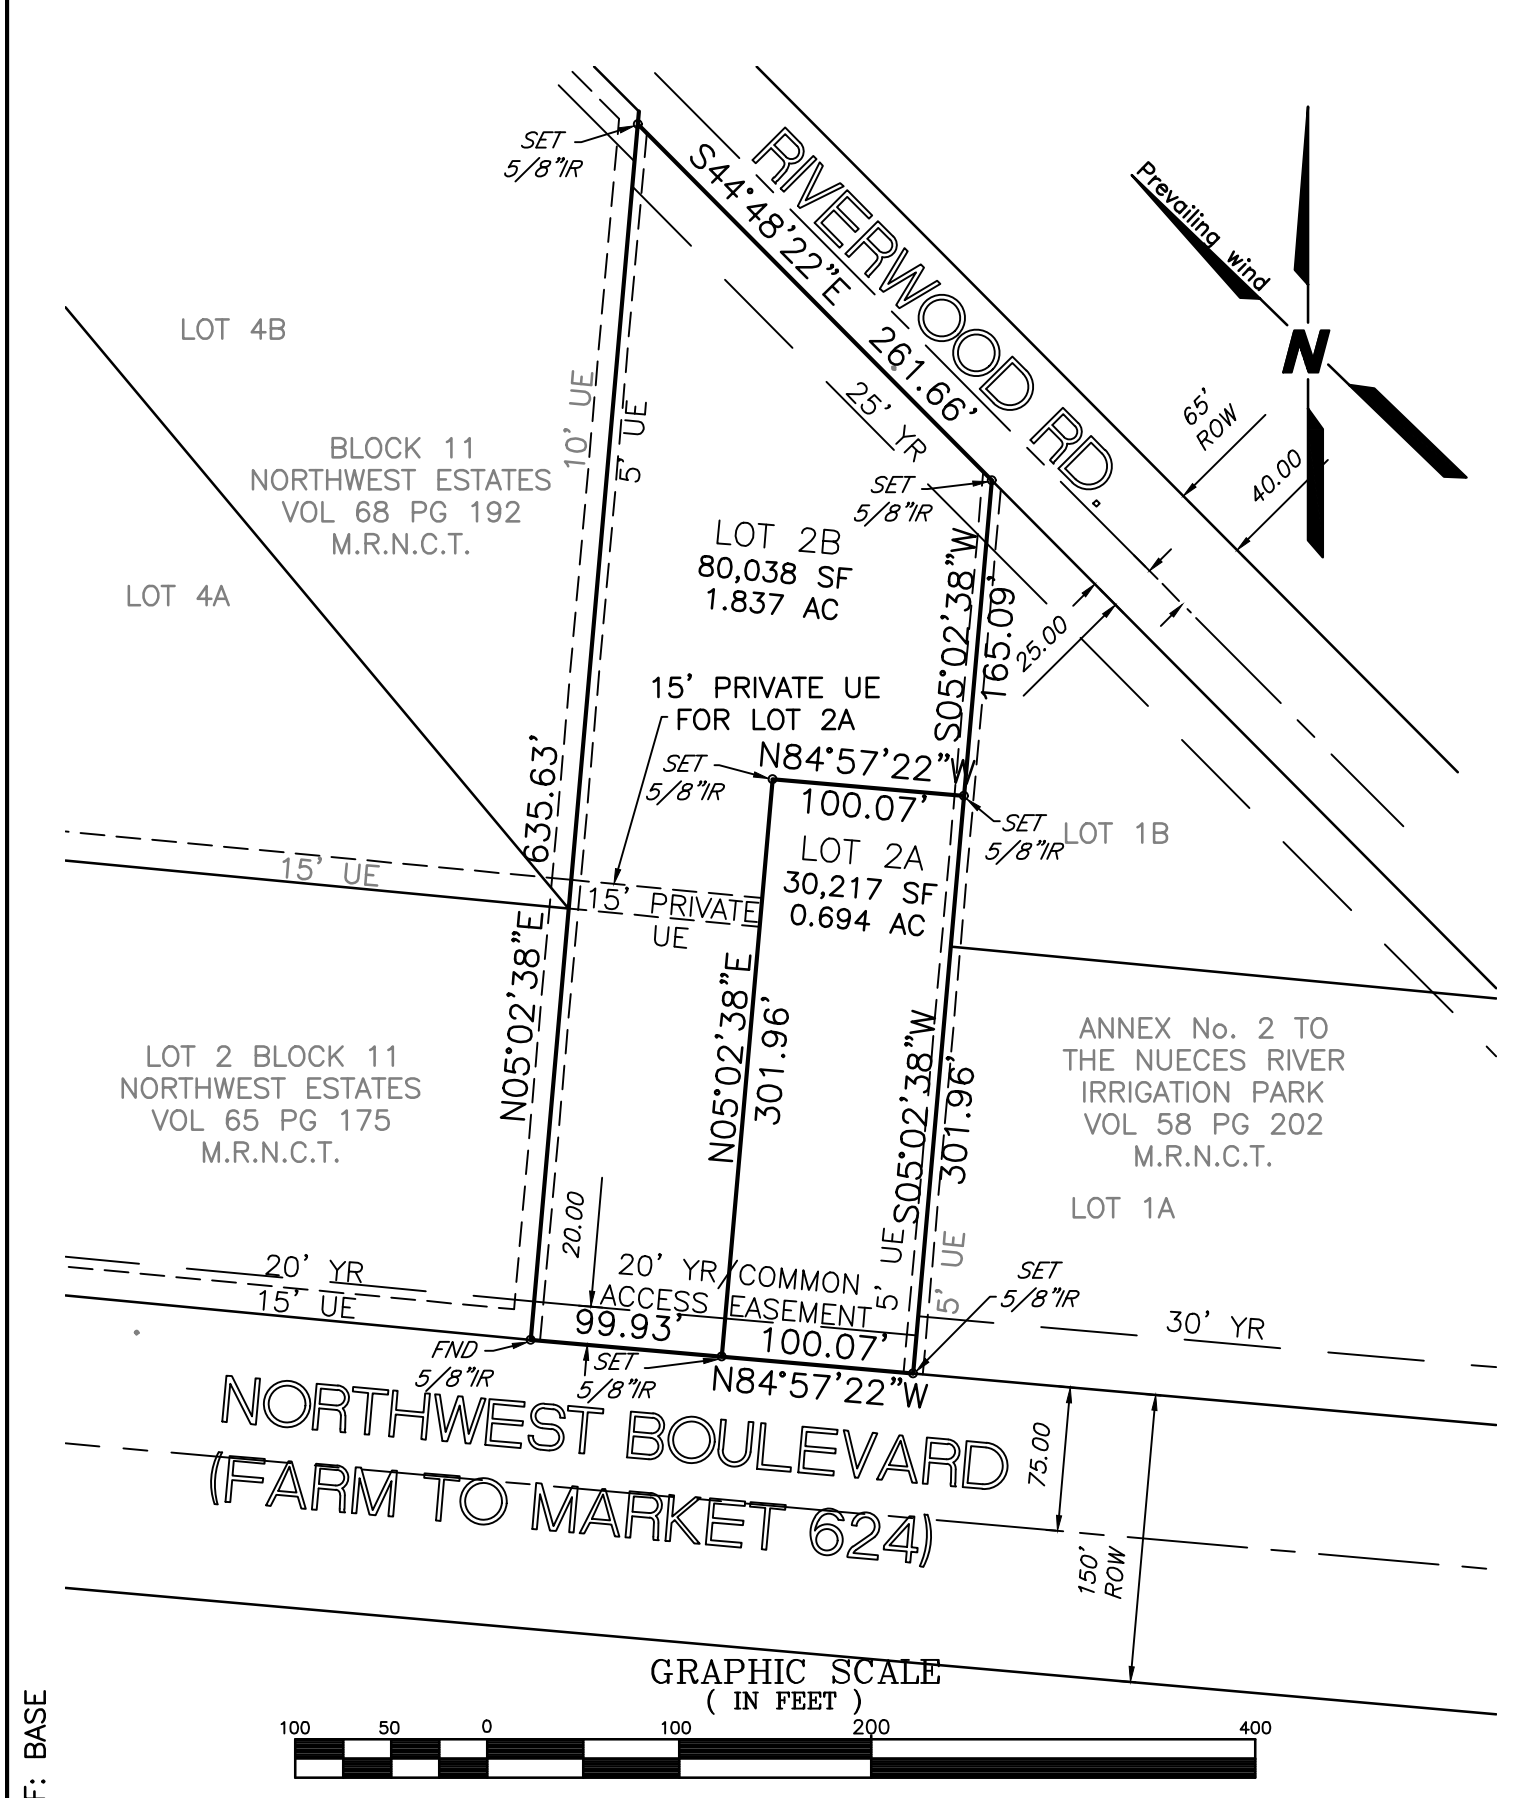 SET
5/8"IR
S44°48'22"E 261.66'
RIVERWOOD RD.
Prevailing wind
N
LOT 4B
10' UE
5' UE
25' YR
65'
ROW
40.00
BLOCK 11
NORTHWEST ESTATES
VOL 68 PG 192
M.R.N.C.T.
SET
5/8"IR
LOT 2B
80,038 SF
1.837 AC
S05°02'38"W
165.09'
25.00
LOT 4A
15' PRIVATE UE
FOR LOT 2A
SET
5/8"IR
N84°57'22"W
100.07'
SET
5/8"IR
LOT 1B
635.63'
N05°02'38"E
15' UE
15' PRIVATE
UE
LOT 2A
30,217 SF
0.694 AC
N05°02'38"E
301.96'
S05°02'38"W
301.96'
LOT 2 BLOCK 11
NORTHWEST ESTATES
VOL 65 PG 175
M.R.N.C.T.
ANNEX No. 2 TO
THE NUECES RIVER
IRRIGATION PARK
VOL 58 PG 202
M.R.N.C.T.
LOT 1A
20.00
20' YR
15' UE
20' YR/COMMON
ACCESS EASEMENT
5' UE
5' UE
SET
5/8"IR
30' YR
99.93'
100.07'
FND
5/8"IR
SET
5/8"IR
N84°57'22"W
NORTHWEST BOULEVARD
(FARM TO MARKET 624)
75.00
150'
ROW
GRAPHIC SCALE
( IN FEET )
100 50 0 100 200 400
F: BASE